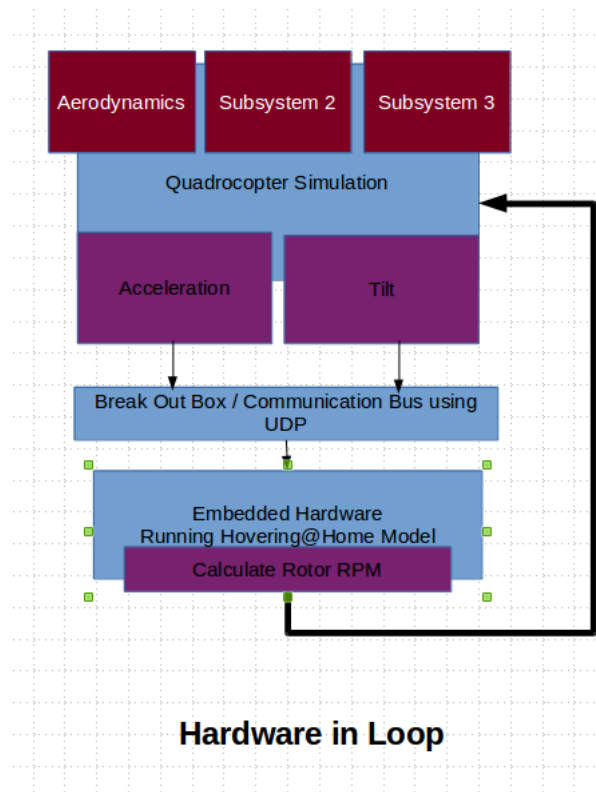 Aerodynamics
Subsystem 2
Subsystem 3
Quadrocopter Simulation
Acceleration
Tilt
Break Out Box / Communication Bus using
UDP
Embedded Hardware
Running Hovering@Home Model
Calculate Rotor RPM
Hardware in Loop